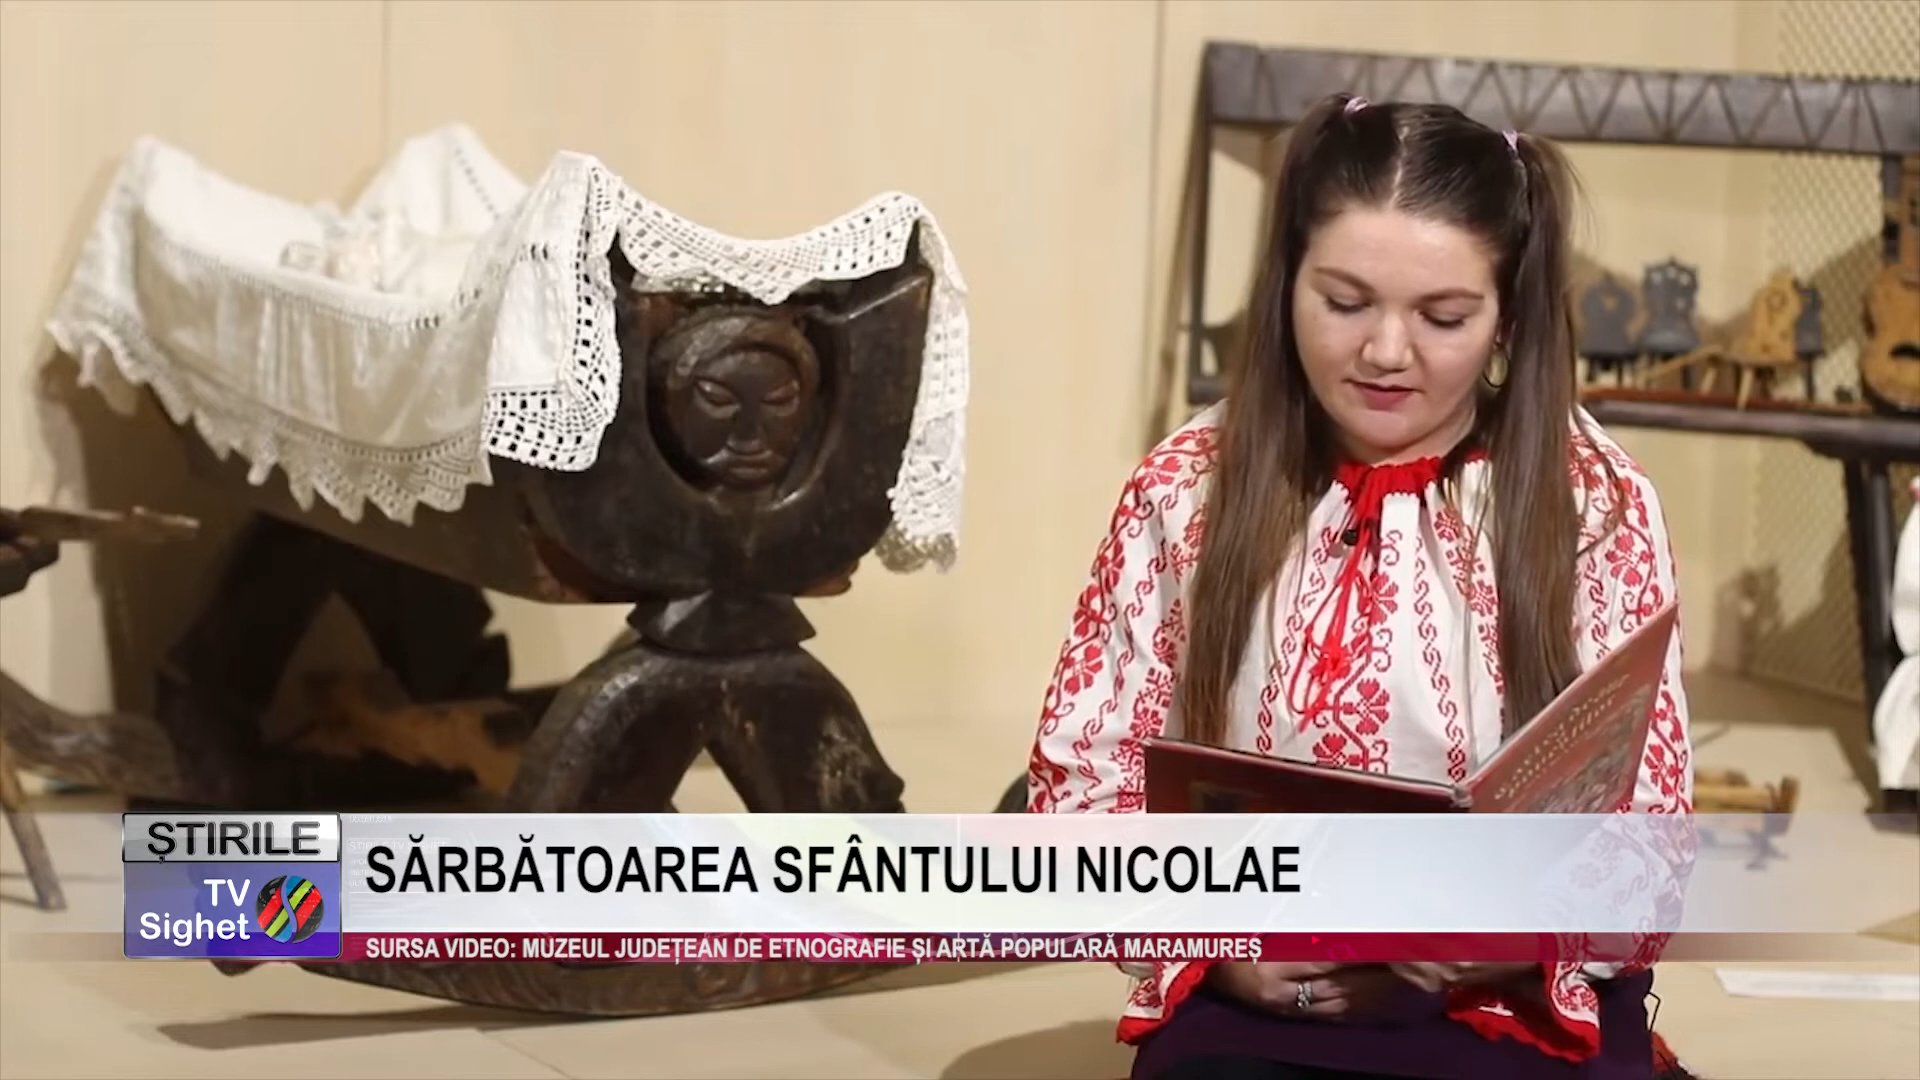 ȘTIRILE
TV
Sighet
SĂRBĂTOAREA SFÂNTULUI NICOLAE
SURSA VIDEO: MUZEUL JUDEȚEAN DE ETNOGRAFIE ȘI ARTĂ POPULARĂ MARAMUREȘ